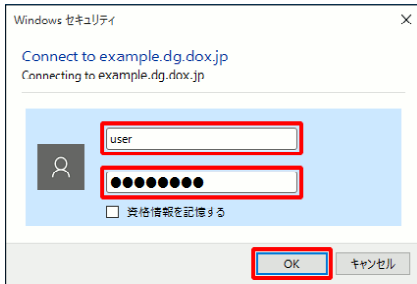 Windows セキュリティ
×
Connect to example.dg.dox.jp
Connecting to example.dg.dox.jp
user
●●●●●●●●
資格情報を記憶する
OK キャンセル